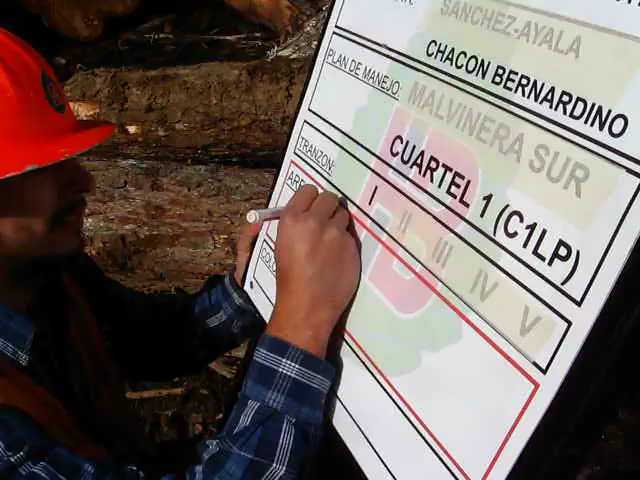 SANCHEZ-AYALA
CHACON BERNARDINO
PLAN DE MANEJO: MALVINERA SUR
CUARTEL 1 (C1LP)
TRANZON: I II III IV V